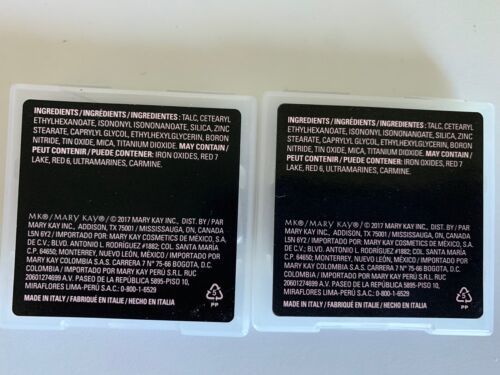 INGREDIENTS/INGRÉDIENTS/INGREDIENTES: TALC, CETEARYL
ETHYLHEXANOATE, ISONONYL ISONONANOATE, SILICA, ZINC
STEARATE, CAPRYLYL GLYCOL, ETHYLHEXYLGLYCERIN, BORON
NITRIDE, TIN OXIDE, MICA, TITANIUM DIOXIDE. MAY CONTAIN /
PEUT CONTENIR / PUEDE CONTENER: IRON OXIDES, RED 7
LAKE, RED 6, ULTRAMARINES, CARMINE.
MK®/MARY KAY®/© 2017 MARY KAY INC., DIST. BY / PAR
MARY KAY INC., ADDISON, TX 75001 / MISSISSAUGA, ON, CANADA
L5N 6Y2 / IMPORTADO POR: MARY KAY COSMETICS DE MÉXICO, S.A.
DE C.V.; BLVD. ANTONIO L. RODRÍGUEZ #1882; COL. SANTA MARÍA
C.P. 64650; MONTERREY, NUEVO LEÓN, MÉXICO / IMPORTADO
MARY KAY COLOMBIA S.A.S. CARRERA 7 N° 75-66 BOGOTA, D.C.
COLOMBIA / IMPORTADO POR MARY KAY PERÚ S.R.L. RUC
20601274699 A.V. PASEO DE LA REPÚBLICA 5895-PISO 10,
MIRAFLORES LIMA-PERÚ S.A.C. 0-800-1-6529
MADE IN ITALY / FABRIQUÉ EN ITALIE / HECHO EN ITALIA
5
PP
INGREDIENTS/INGRÉDIENTS/INGREDIENTES: TALC, CETEARYL
ETHYLHEXANOATE, ISONONYL ISONONANOATE, SILICA, ZINC
STEARATE, CAPRYLYL GLYCOL, ETHYLHEXYLGLYCERIN, BORON
NITRIDE, TIN OXIDE, MICA, TITANIUM DIOXIDE. MAY CONTAIN /
PEUT CONTENIR / PUEDE CONTENER: IRON OXIDES, RED 7
LAKE, RED 6, ULTRAMARINES, CARMINE.
MK®/MARY KAY®/© 2017 MARY KAY INC., DIST. BY / PAR
MARY KAY INC., ADDISON, TX 75001 / MISSISSAUGA, ON, CANADA
L5N 6Y2 / IMPORTADO POR: MARY KAY COSMETICS DE MÉXICO, S.A.
DE C.V.; BLVD. ANTONIO L. RODRÍGUEZ #1882; COL. SANTA MARÍA
C.P. 64650; MONTERREY, NUEVO LEÓN, MÉXICO / IMPORTADO POR
MARY KAY COLOMBIA S.A.S. CARRERA 7 N° 75-66 BOGOTA, D.C.
COLOMBIA / IMPORTADO POR MARY KAY PERÚ S.R.L. RUC
20601274699 A.V. PASEO DE LA REPÚBLICA 5895-PISO 10,
MIRAFLORES LIMA-PERÚ S.A.C. 0-800-1-6529
MADE IN ITALY / FABRIQUÉ EN ITALIE / HECHO EN ITALIA
5
PP